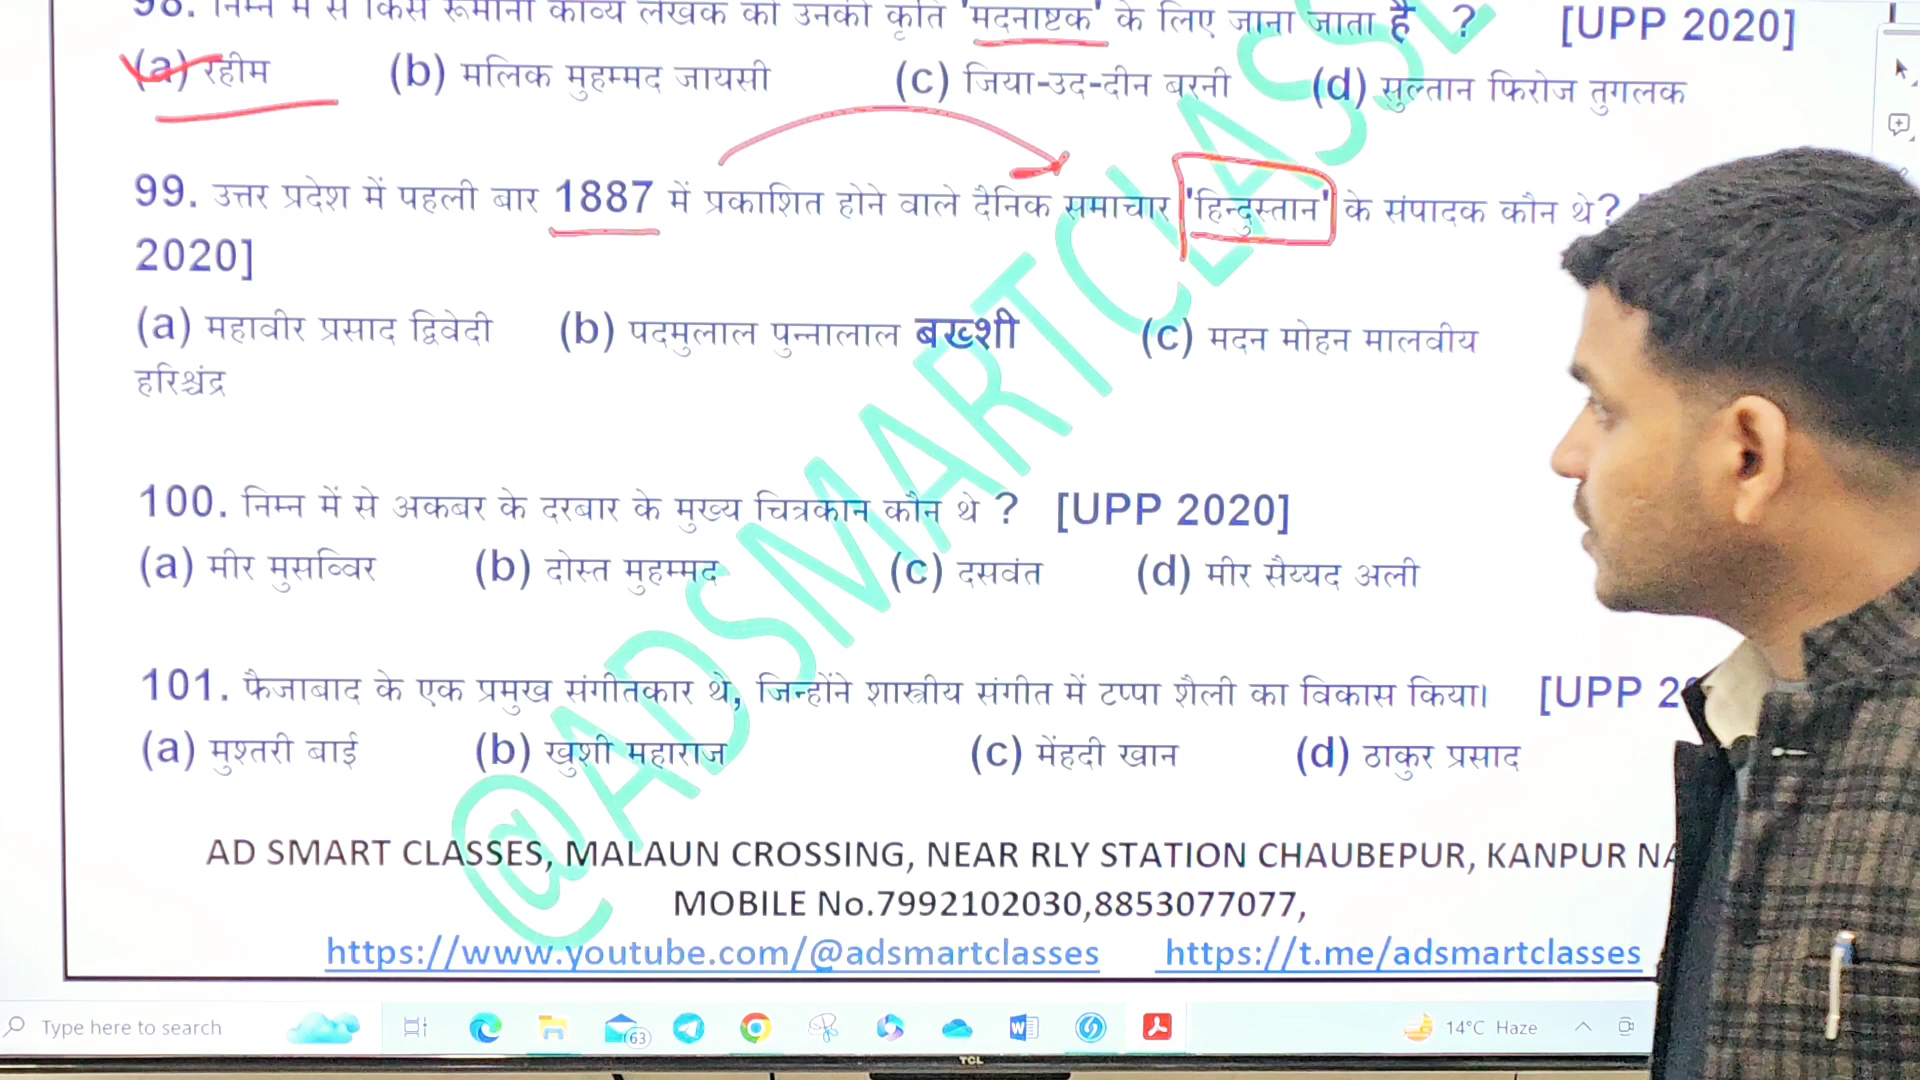 98. निम्न में से किस रूमानी काव्य लेखक को उनकी कृति 'मदनाष्टक' के लिए जाना जाता है ? [UPP 2020]
(a) रहीम (b) मलिक मुहम्मद जायसी (c) जिया-उद-दीन बरनी (d) सुल्तान फिरोज तुगलक
99. उत्तर प्रदेश में पहली बार 1887 में प्रकाशित होने वाले दैनिक समाचार 'हिन्दुस्तान' के संपादक कौन थे?
2020]
(a) महावीर प्रसाद द्विवेदी (b) पदमुलाल पुन्नालाल बख्शी (c) मदन मोहन मालवीय
हरिश्चंद्र
100. निम्न में से अकबर के दरबार के मुख्य चित्रकान कौन थे ? [UPP 2020]
(a) मीर मुसव्विर (b) दोस्त मुहम्मद (c) दसवंत (d) मीर सैय्यद अली
101. फैजाबाद के एक प्रमुख संगीतकार थे, जिन्होंने शास्त्रीय संगीत में टप्पा शैली का विकास किया। [UPP
(a) मुश्तरी बाई (b) खुशी महाराज (c) मेंहदी खान (d) ठाकुर प्रसाद
@ADSMARTCLASSE
AD SMART CLASSES, MALAUN CROSSING, NEAR RLY STATION CHAUBEPUR, KANPUR
MOBILE No.7992102030,8853077077,
https://www.youtube.com/@adsmartclasses https://t.me/adsmartclasses
Type here to search 63 14°C Haze
TCL